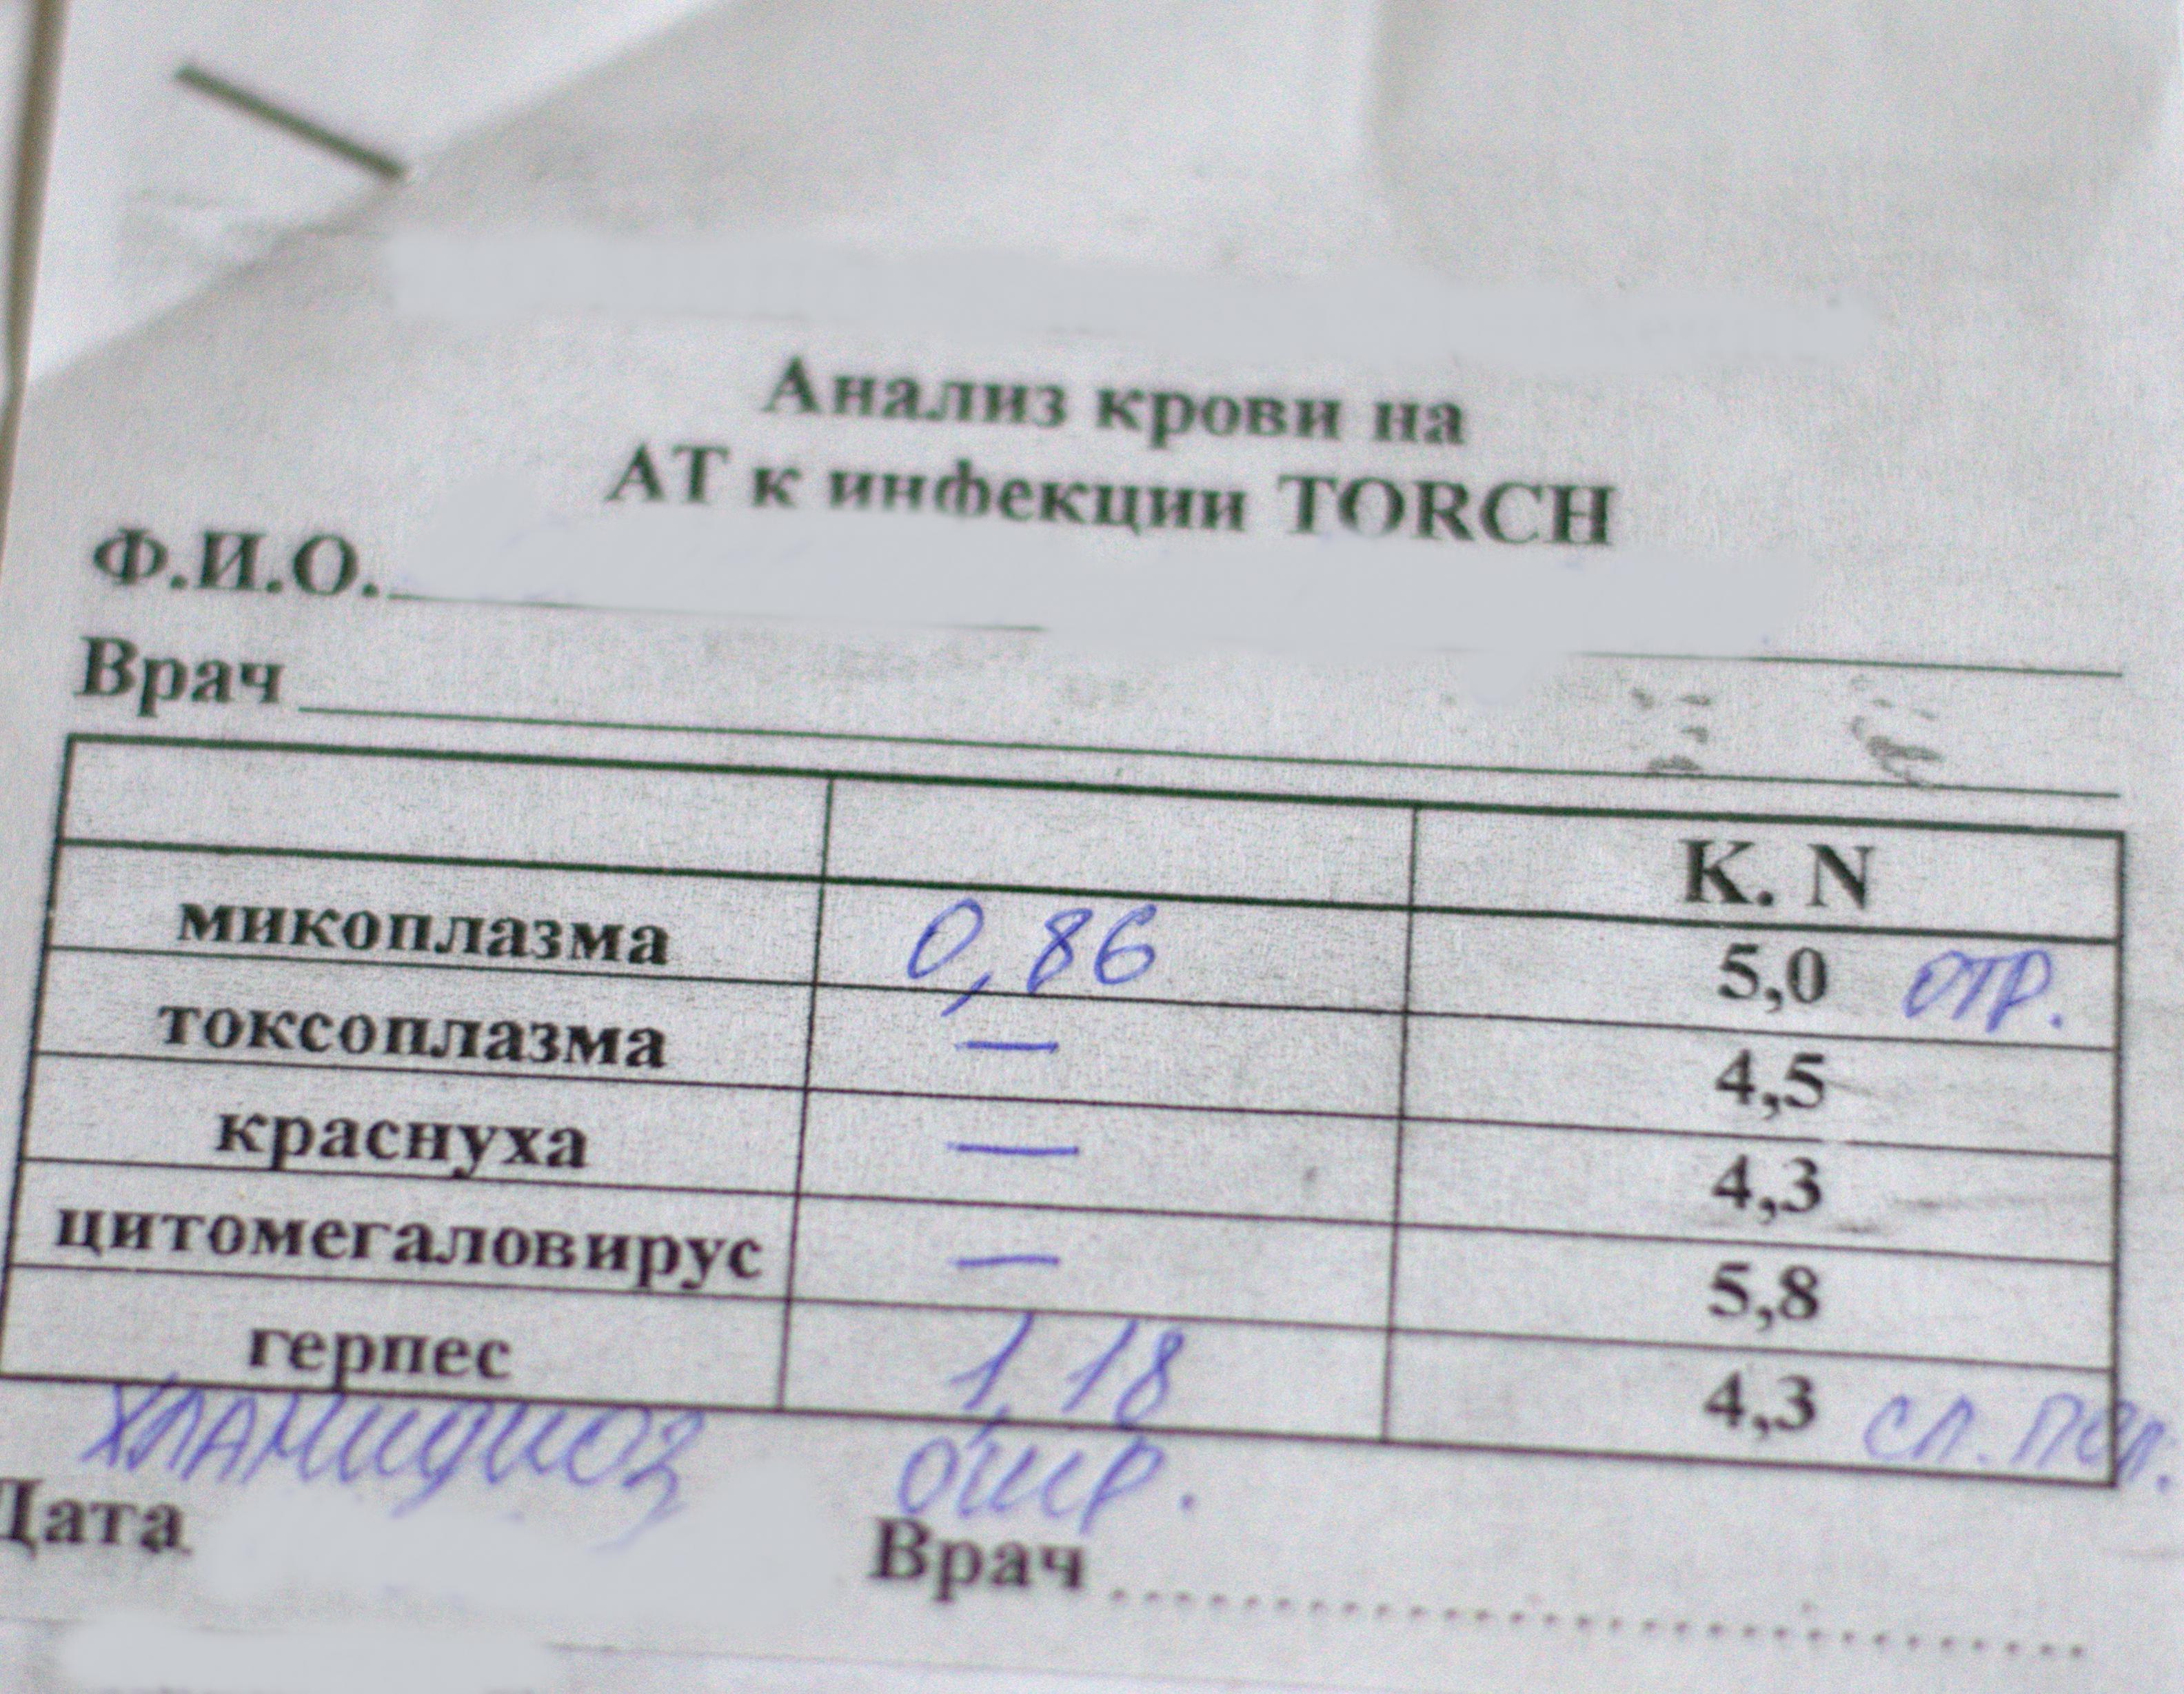 Анализ крови на
АТ к инфекции TORCH
Ф.И.О.
Врач
К. N
микоплазма 0,86 5,0 отр.
токсоплазма — 4,5
краснуха — 4,3
цитомегаловирус — 5,8
герпес 1,18 4,3 сл. пол.
хламидиоз отр.
Дата Врач